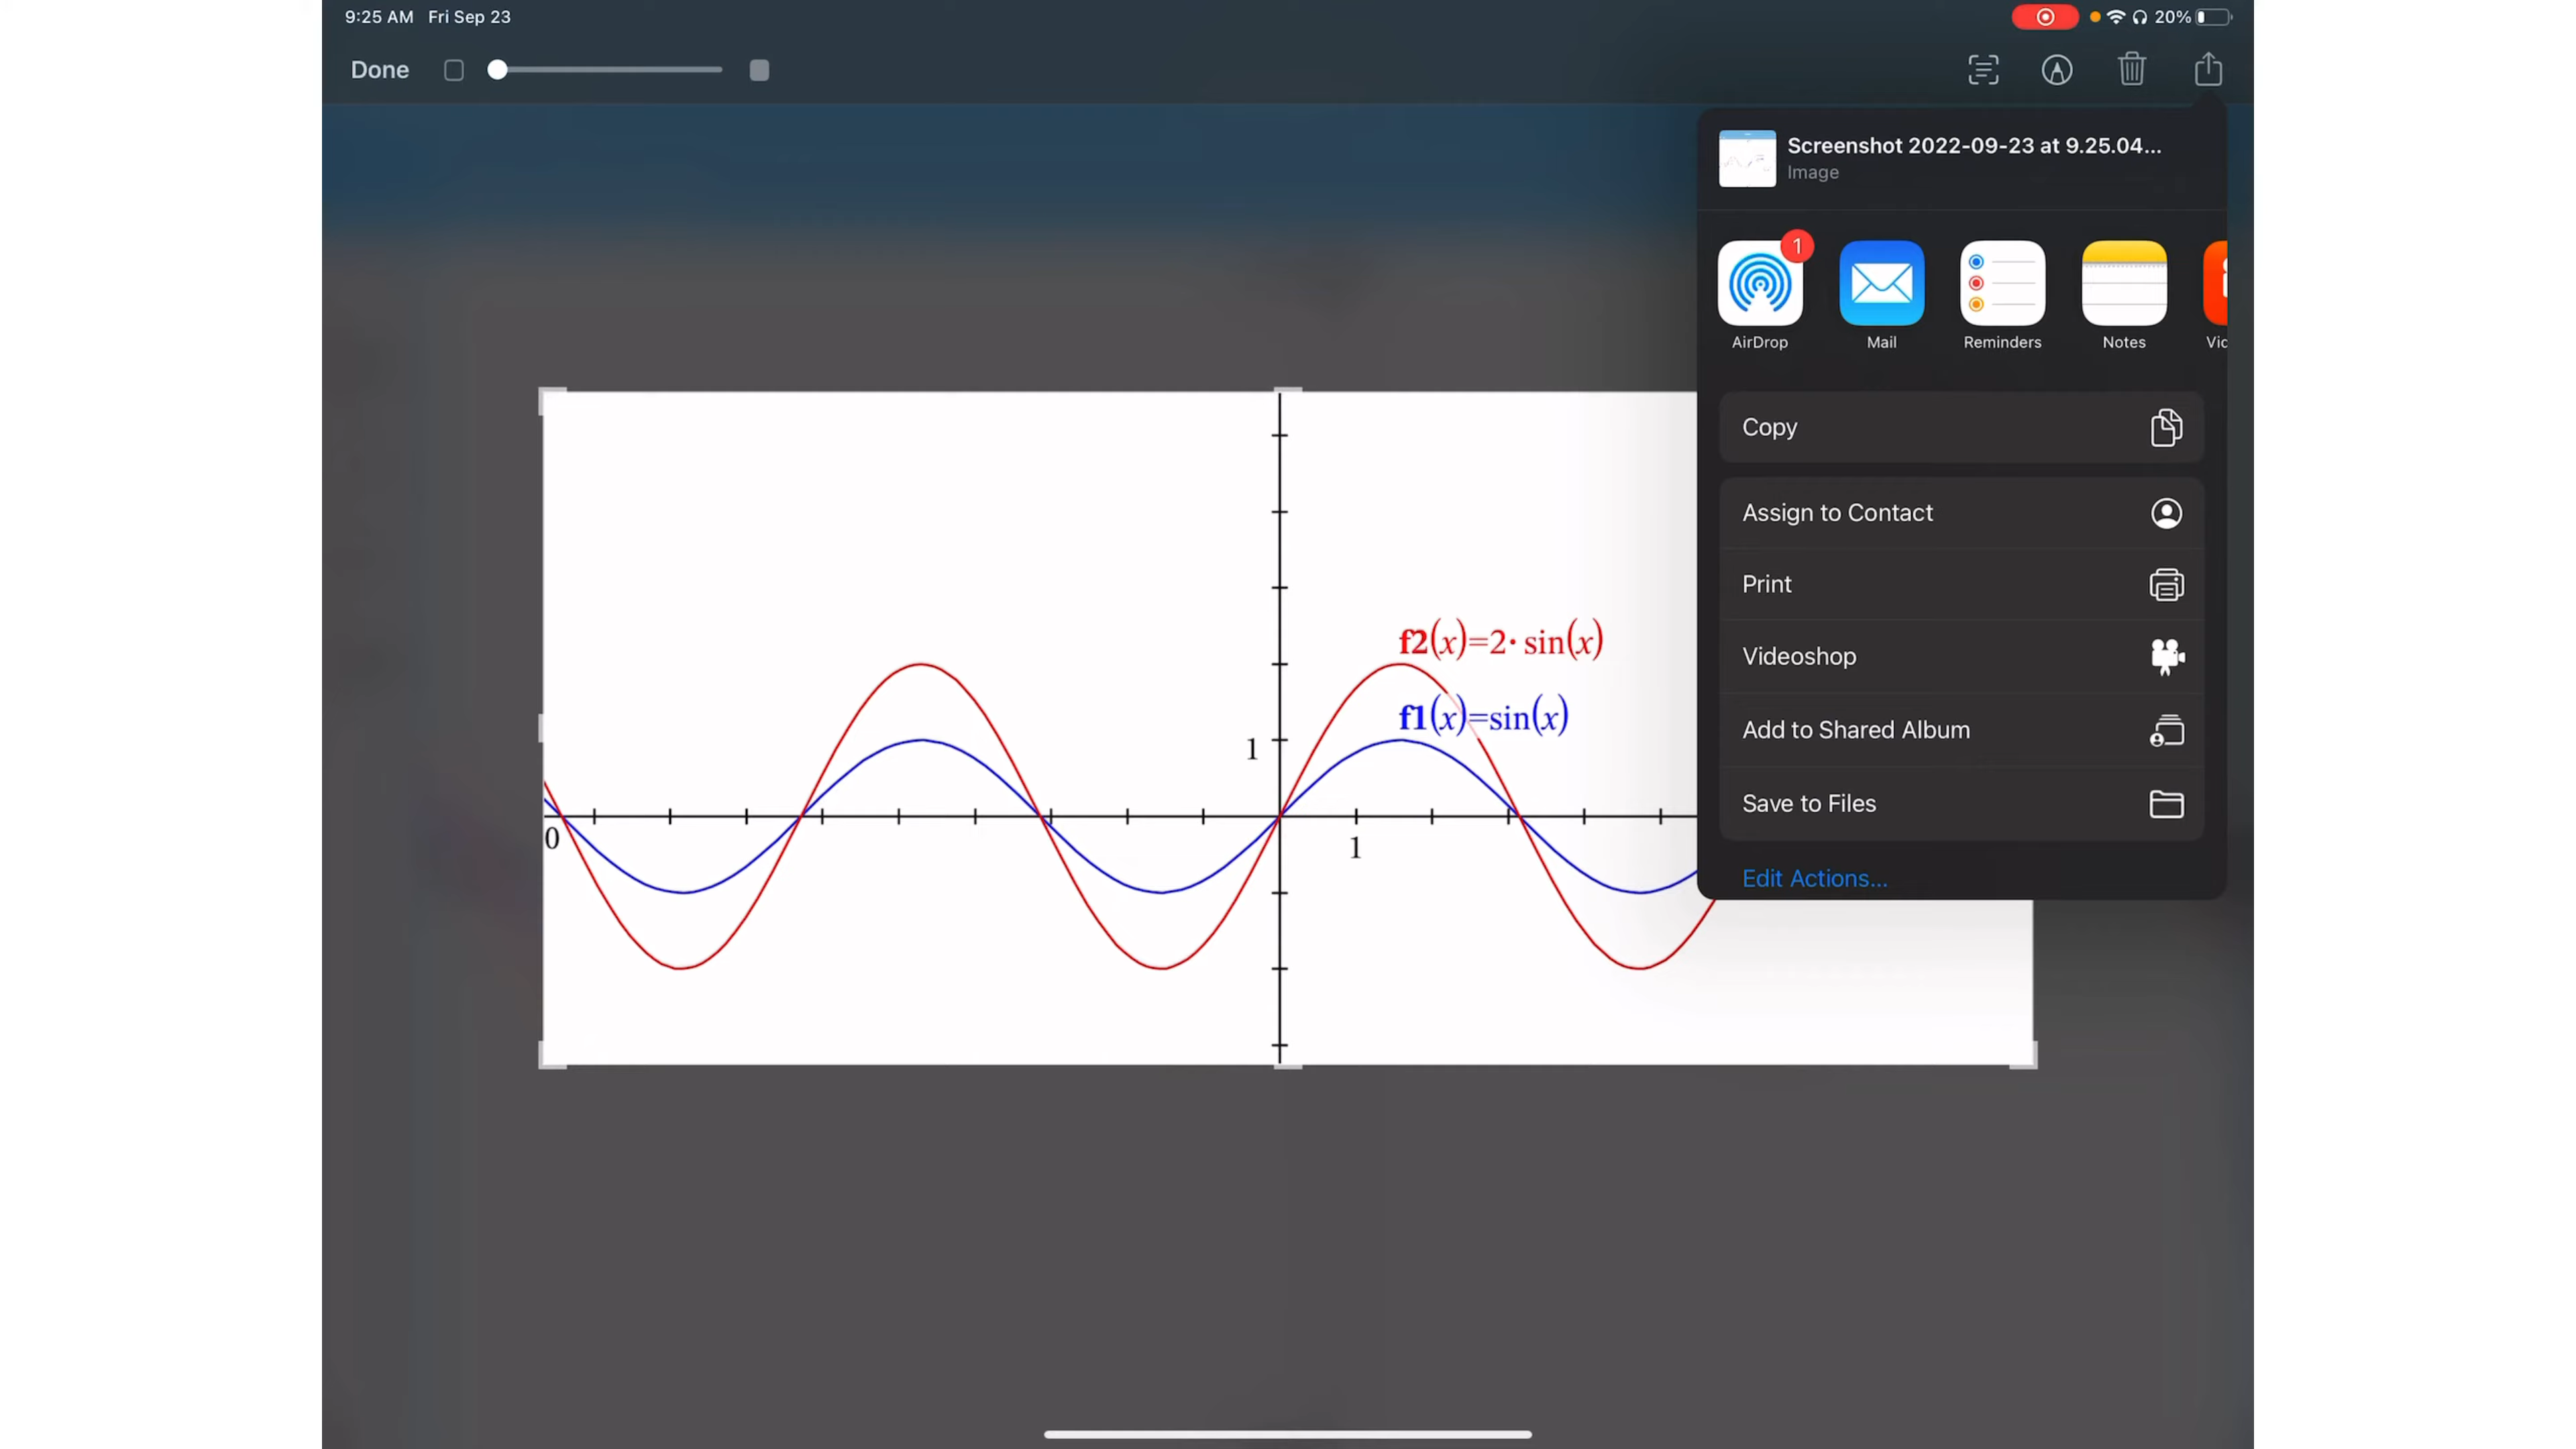 9:25 AM Fri Sep 23
20%
Done
Screenshot 2022-09-23 at 9.25.04...
Image
1
AirDrop
Mail
Reminders
Notes
Vid
Copy
Assign to Contact
Print
Videoshop
Add to Shared Album
Save to Files
Edit Actions...
f2(x)=2· sin(x)
f1(x)=sin(x)
1
0
1